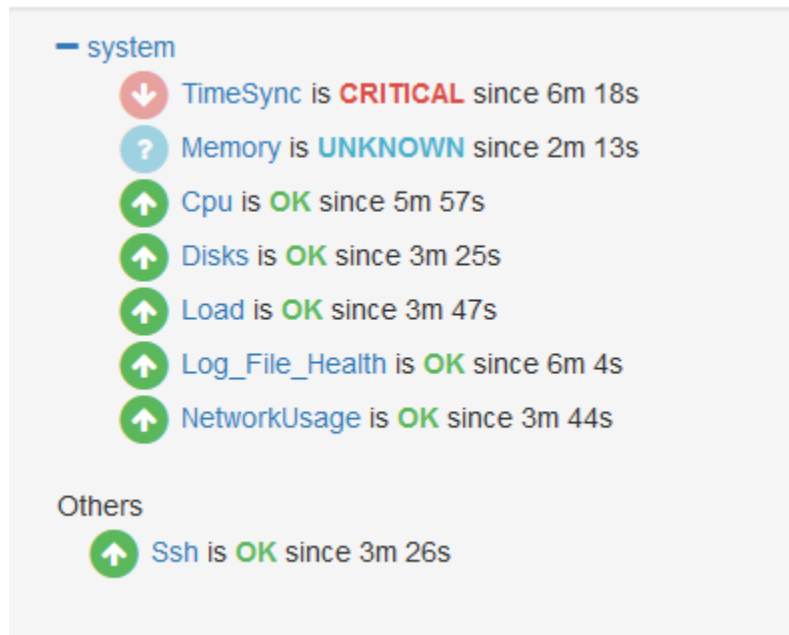 system
TimeSync is CRITICAL since 6m 18s
? Memory is UNKNOWN since 2m 13s
Cpu is OK since 5m 57s
Disks is OK since 3m 25s
Load is OK since 3m 47s
Log_File_Health is OK since 6m 4s
NetworkUsage is OK since 3m 44s
Others
Ssh is OK since 3m 26s